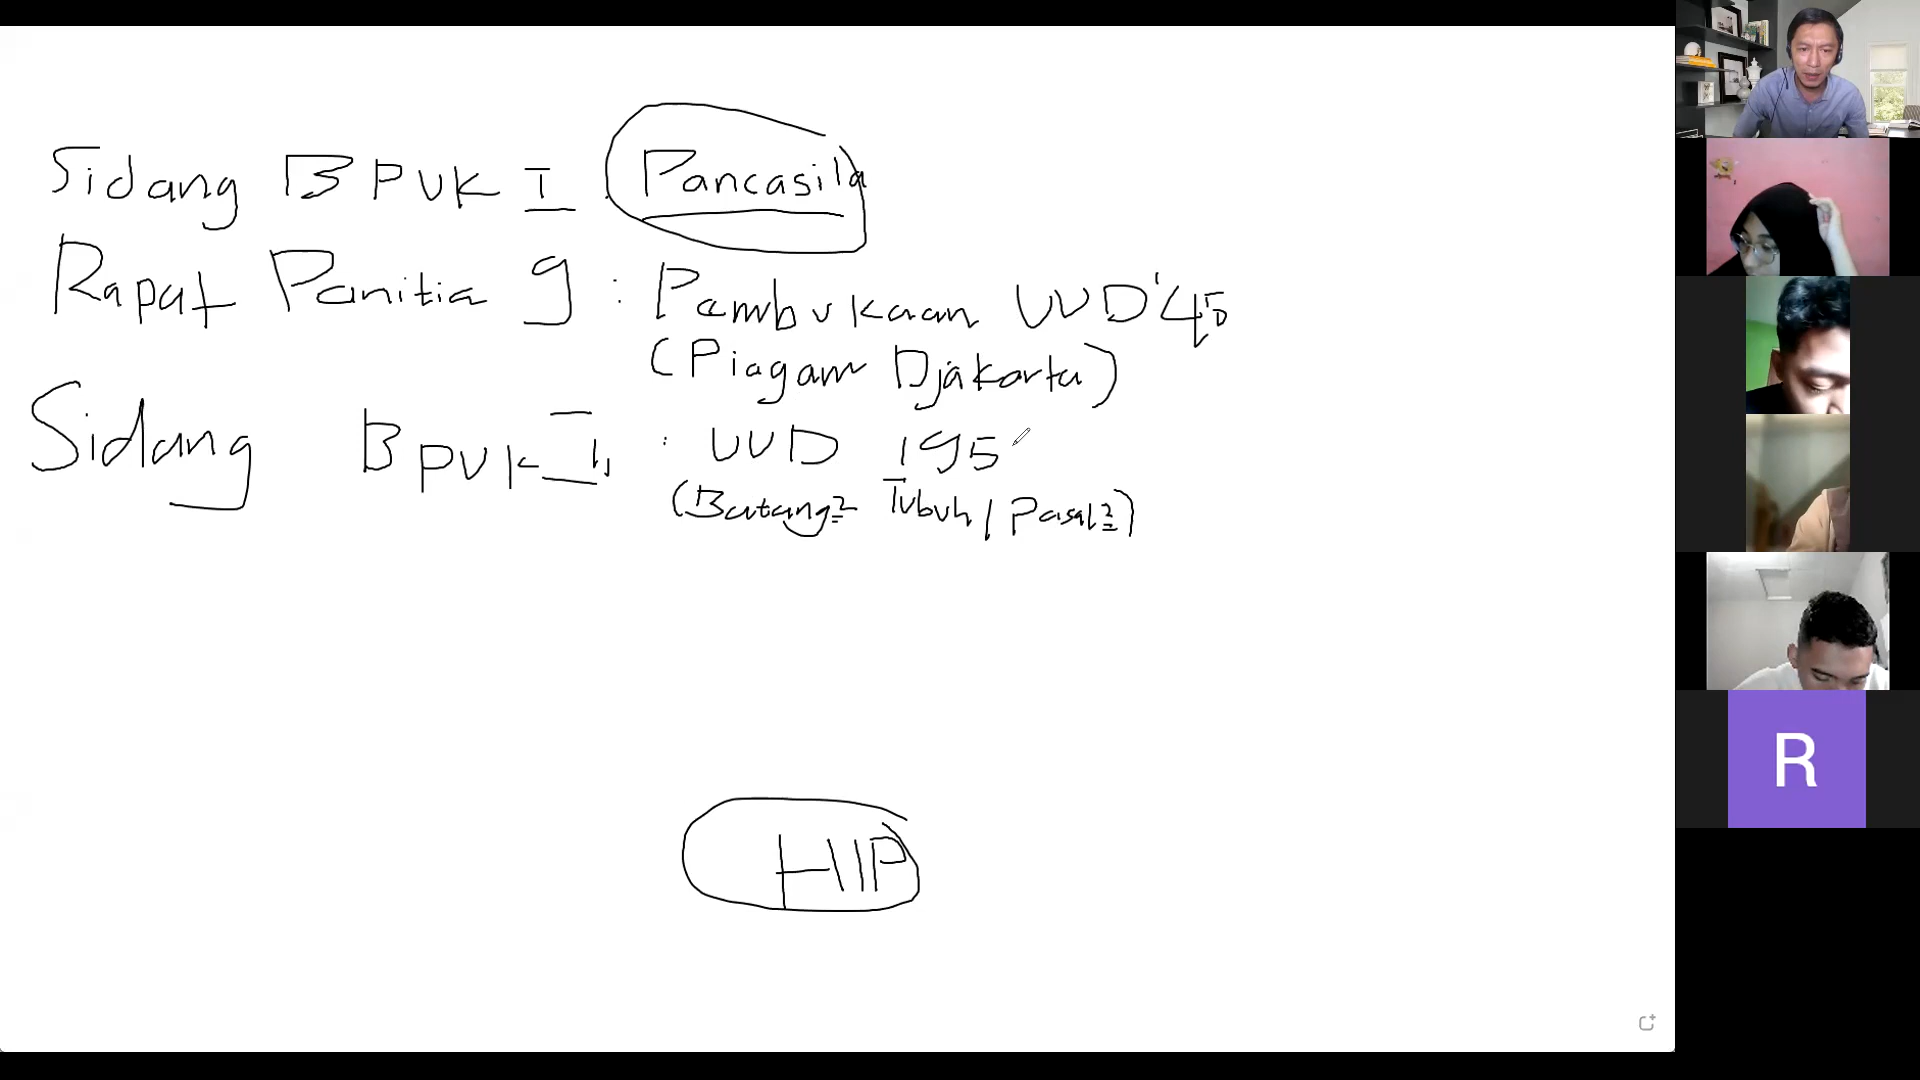 Sidang BPUK I : Pancasila
Rapat Panitia 9 : Pembukaan UUD '45
(Piagam Djakarta)
Sidang BPUK II : UUD 195
(Batang2 Tubuh / Pasal2)
HIP
R